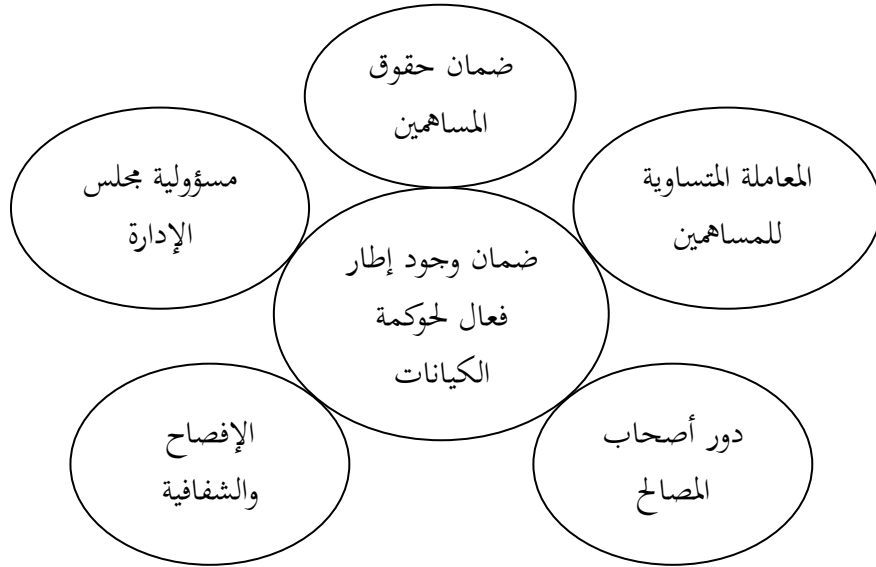 ضمان حقوق
المساهمين
المعاملة المتساوية
للمساهمين
مسؤولية مجلس
الإدارة
ضمان وجود إطار
فعال لحوكمة
الكيانات
دور أصحاب
المصالح
الإفصاح
والشفافية